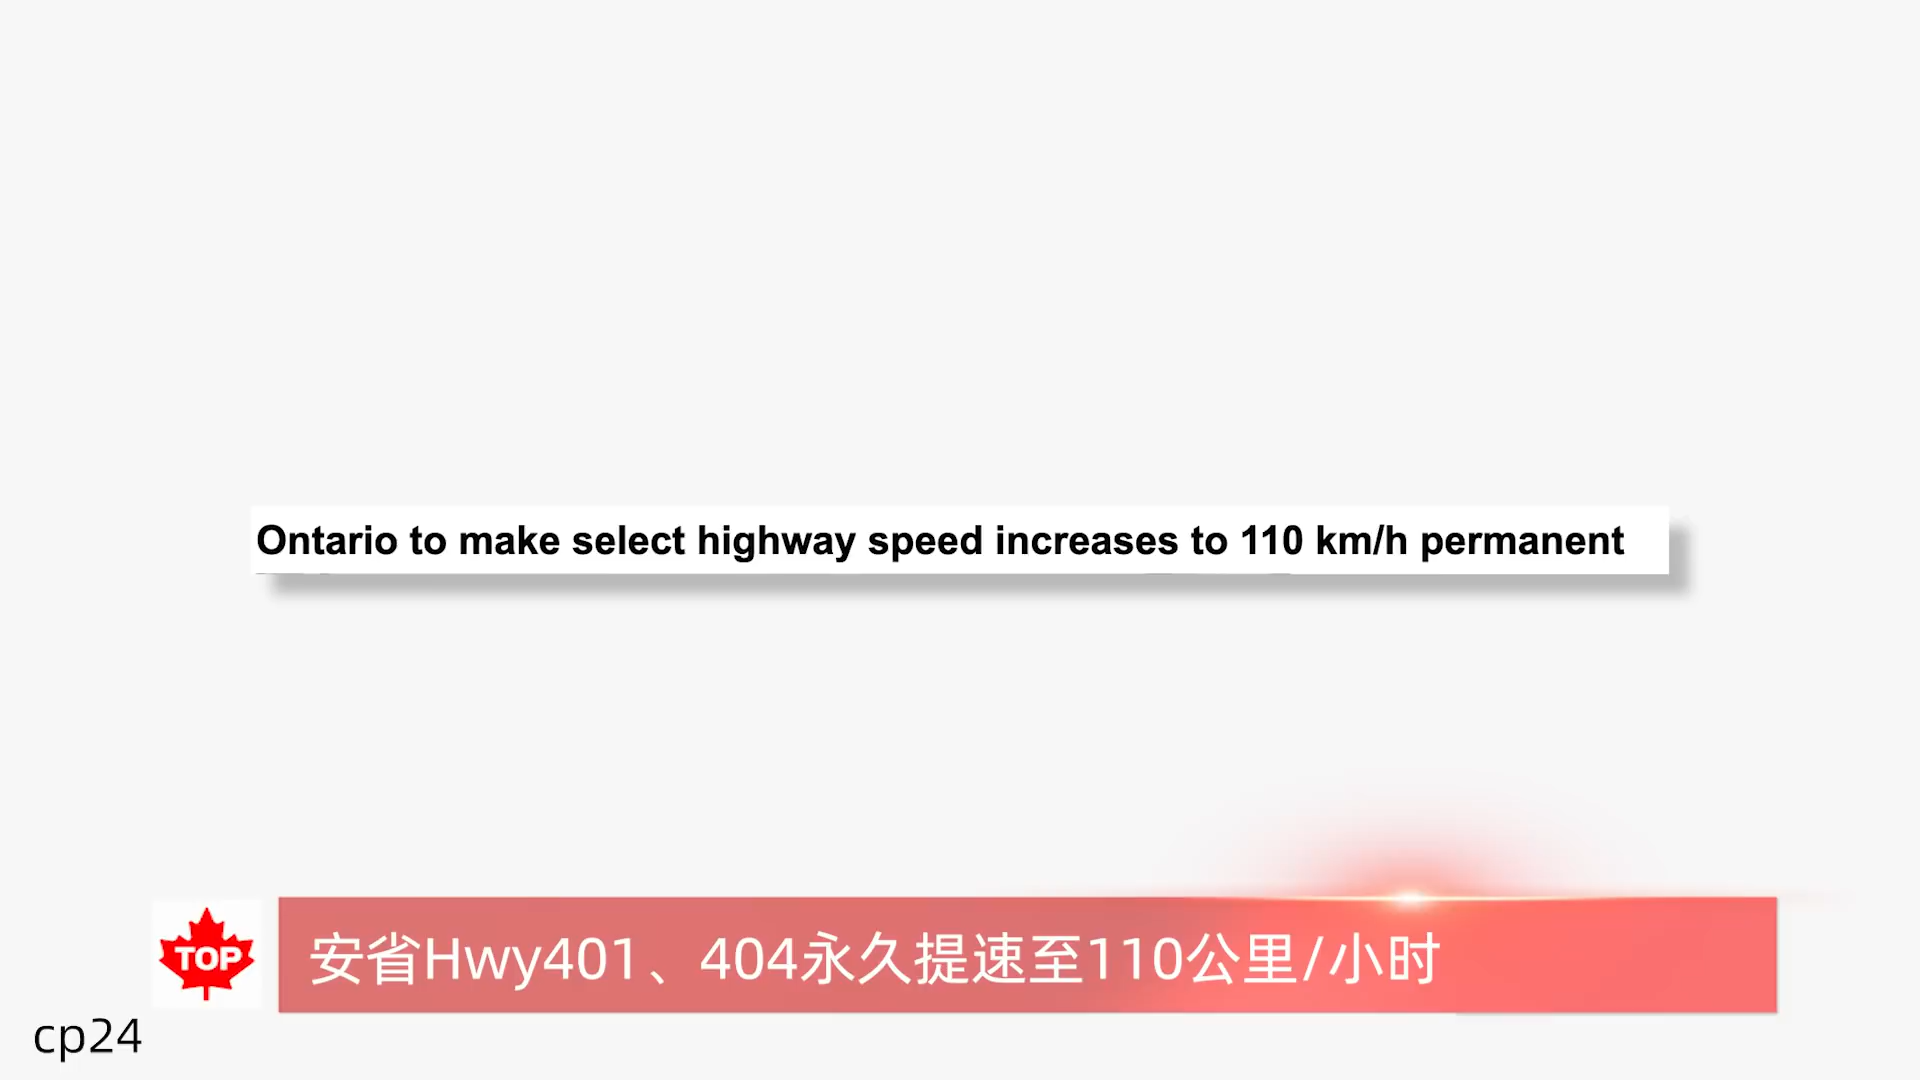 Ontario to make select highway speed increases to 110 km/h permanent
TOP
安省Hwy401、404永久提速至110公里/小时
cp24